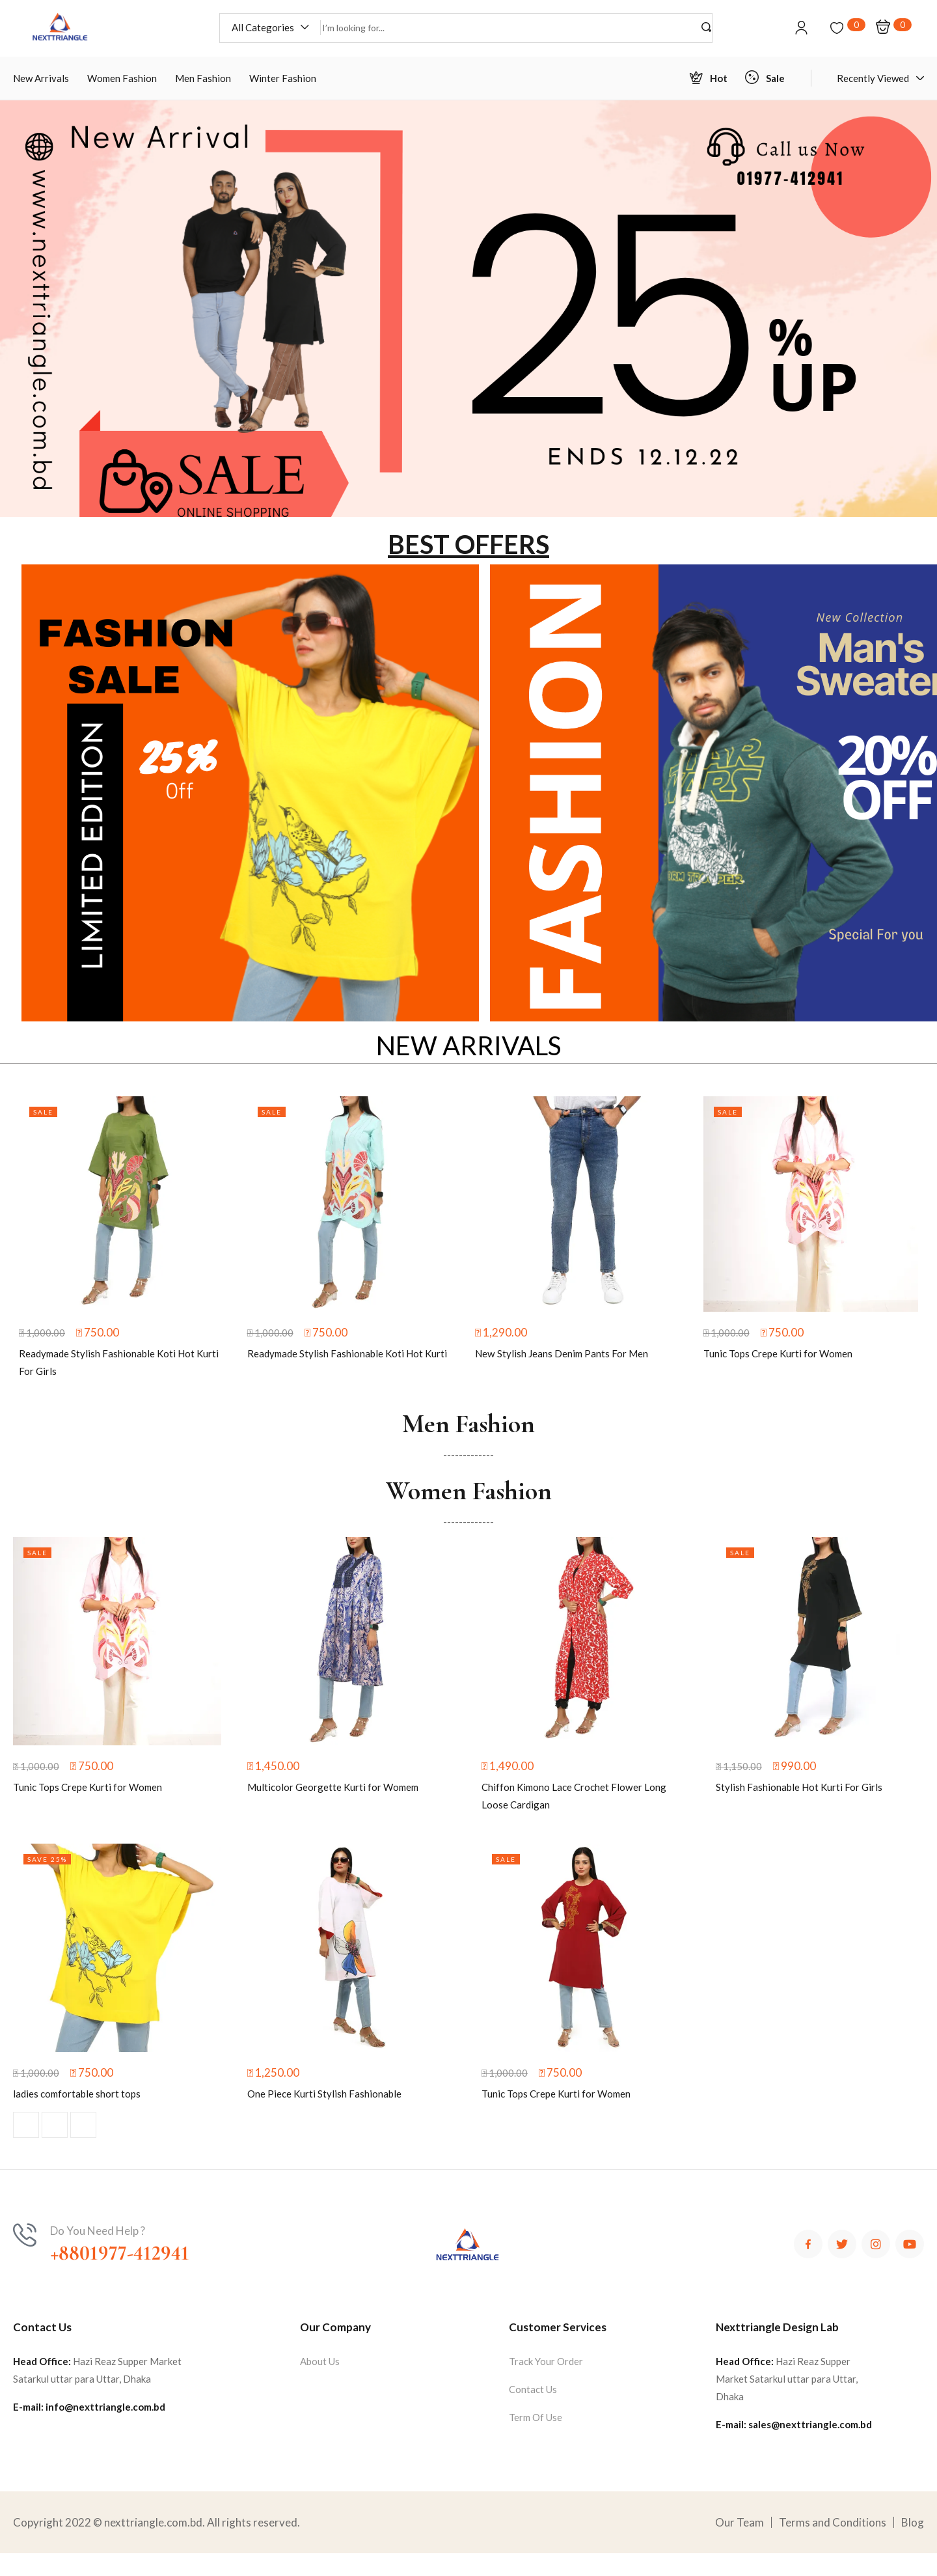 NEXTTRIANGLE
All Categories
I'm looking for...
0
0
New Arrivals
Women Fashion
Men Fashion
Winter Fashion
Hot
Sale
Recently Viewed
New Arrival
www.nexttriangle.com.bd
Call us Now
01977-412941
25
%
UP
ENDS 12.12.22
SALE
ONLINE SHOPPING
BEST OFFERS
FASHION
SALE
LIMITED EDITION
25%
Off
FASHION
New Collection
Man's
Sweater
20%
OFF
Special For you
NEW ARRIVALS
SALE
SALE
SALE
1,000.00 750.00
Readymade Stylish Fashionable Koti Hot Kurti
For Girls
1,000.00 750.00
Readymade Stylish Fashionable Koti Hot Kurti
1,290.00
New Stylish Jeans Denim Pants For Men
1,000.00 750.00
Tunic Tops Crepe Kurti for Women
Men Fashion
-------------
Women Fashion
-------------
SALE
SALE
1,000.00 750.00
Tunic Tops Crepe Kurti for Women
1,450.00
Multicolor Georgette Kurti for Womem
1,490.00
Chiffon Kimono Lace Crochet Flower Long
Loose Cardigan
1,150.00 990.00
Stylish Fashionable Hot Kurti For Girls
SAVE 25%
SALE
1,000.00 750.00
ladies comfortable short tops
1,250.00
One Piece Kurti Stylish Fashionable
1,000.00 750.00
Tunic Tops Crepe Kurti for Women
Do You Need Help ?
+8801977-412941
NEXTTRIANGLE
Contact Us
Head Office: Hazi Reaz Super Market
Satarkul uttar para Uttar, Dhaka
E-mail: info@nexttriangle.com.bd
Our Company
About Us
Customer Services
Track Your Order
Contact Us
Term Of Use
Nexttriangle Design Lab
Head Office: Hazi Reaz Super
Market Satarkul uttar para Uttar,
Dhaka
E-mail: sales@nexttriangle.com.bd
Copyright 2022 © nexttriangle.com.bd. All rights reserved.
Our Team | Terms and Conditions | Blog